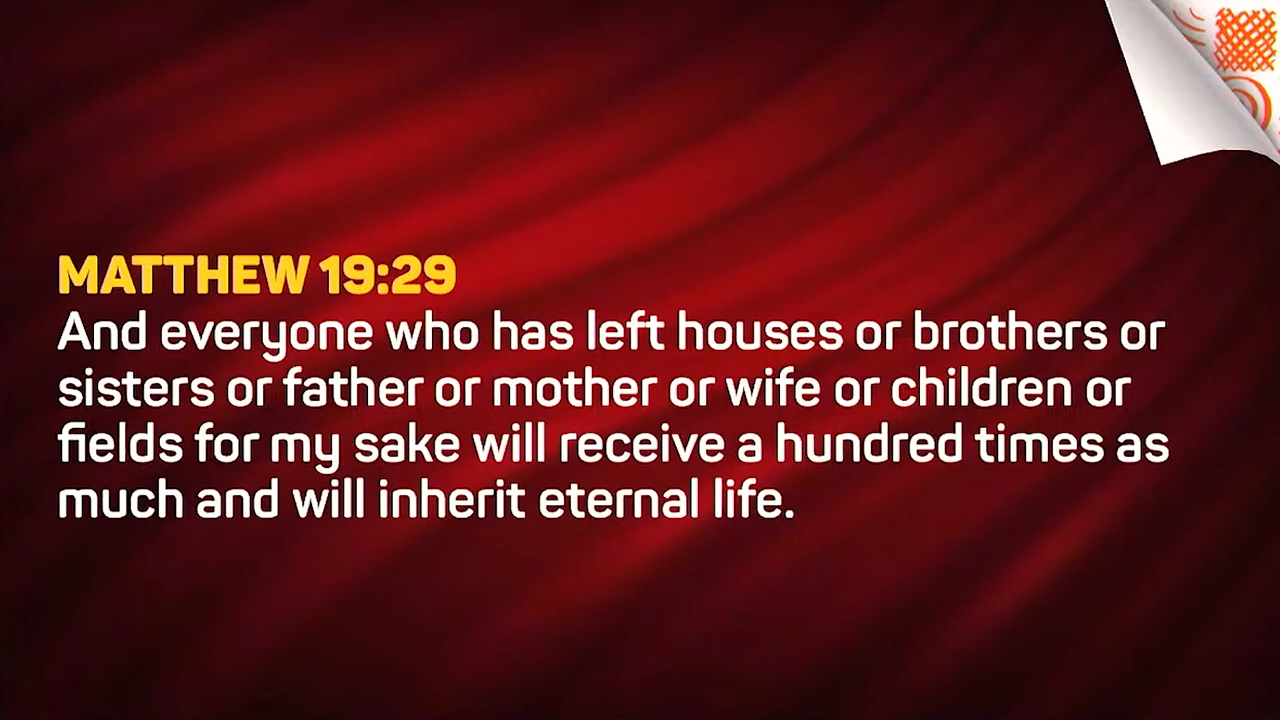 MATTHEW 19:29
And everyone who has left houses or brothers or
sisters or father or mother or wife or children or
fields for my sake will receive a hundred times as
much and will inherit eternal life.